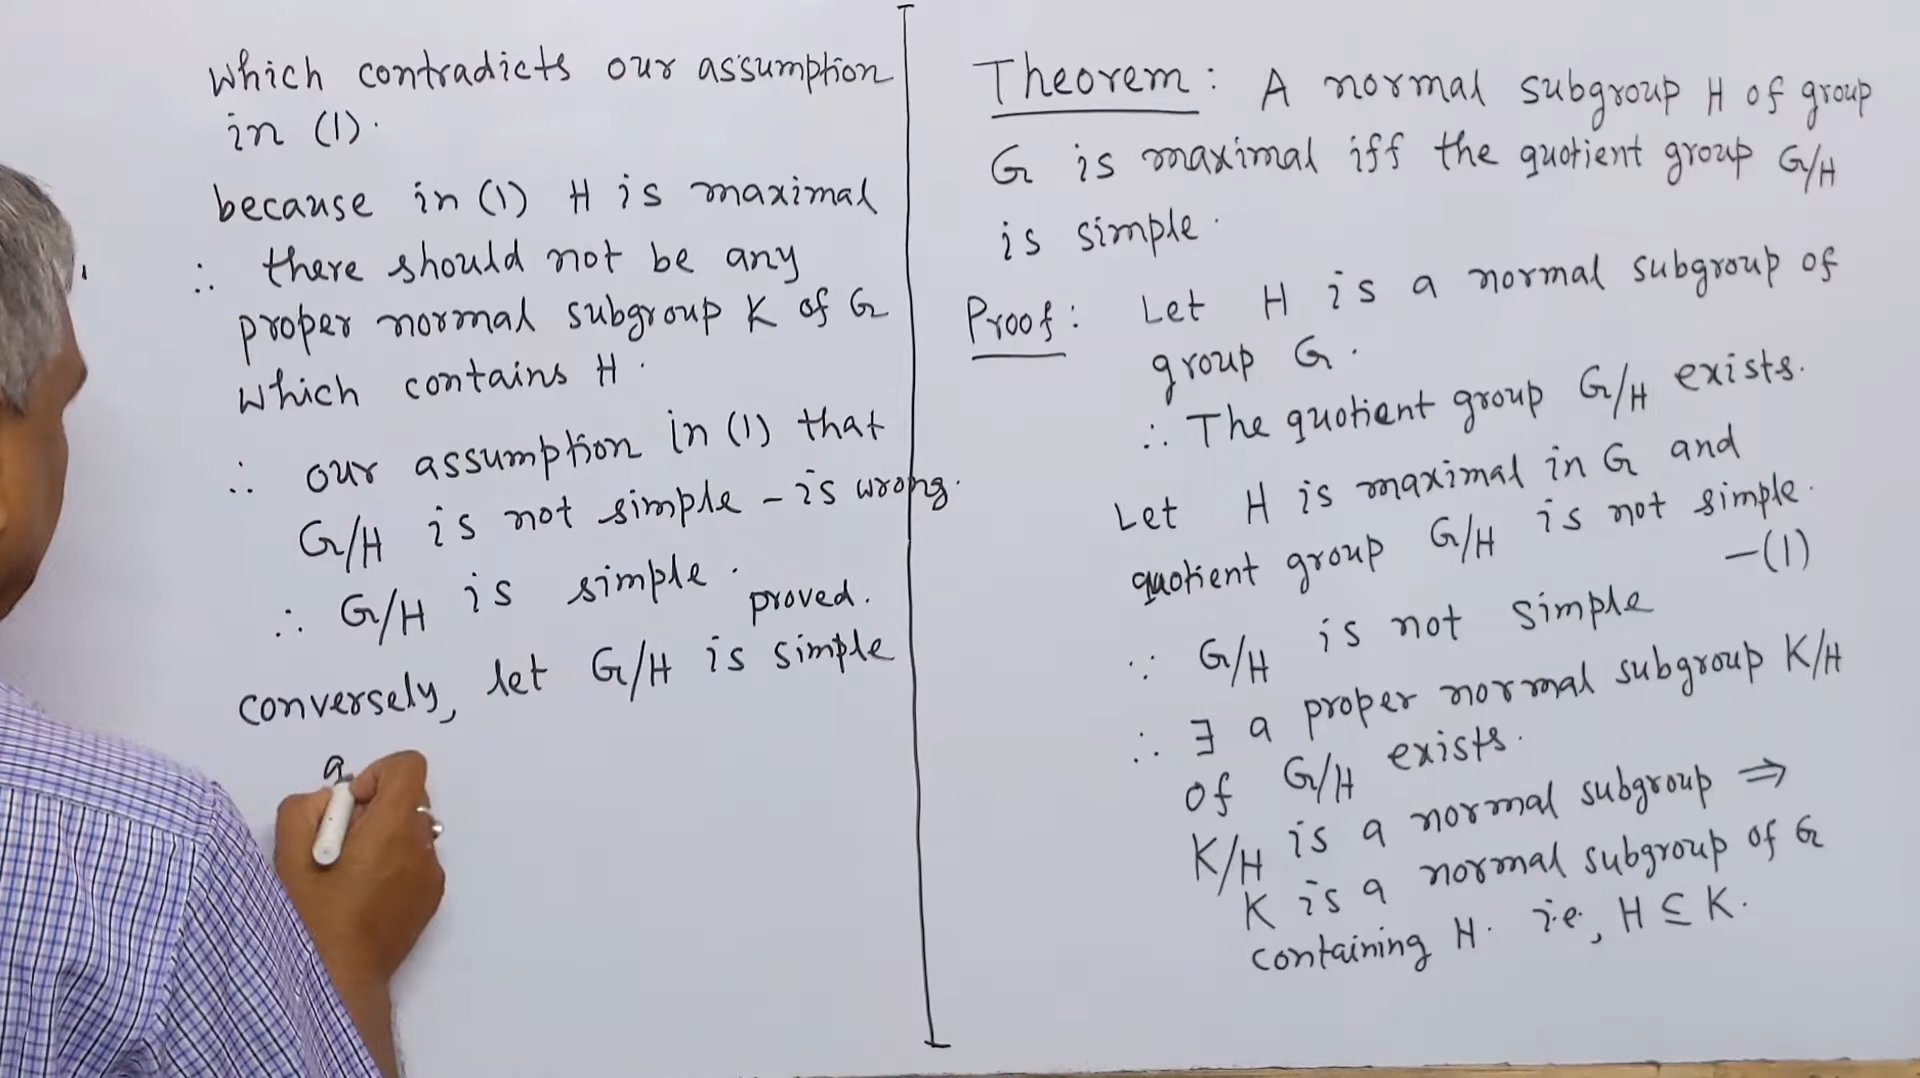 Theorem : A normal subgroup H of group
G is maximal iff the quotient group G/H
is simple.
Proof : Let H is a normal subgroup of
group G.
∴ The quotient group G/H exists.
Let H is maximal in G and
quotient group G/H is not simple.
—(1)
∵ G/H is not simple
∴ ∃ a proper normal subgroup K/H
of G/H exists.
K/H is a normal subgroup ⇒
K is a normal subgroup of G
containing H. i.e., H ⊆ K.
which contradicts our assumption
in (1).
because in (1) H is maximal
∴ there should not be any
proper normal subgroup K of G
which contains H.
∴ our assumption in (1) that
G/H is not simple – is wrong.
∴ G/H is simple.
proved.
conversely, let G/H is simple
a